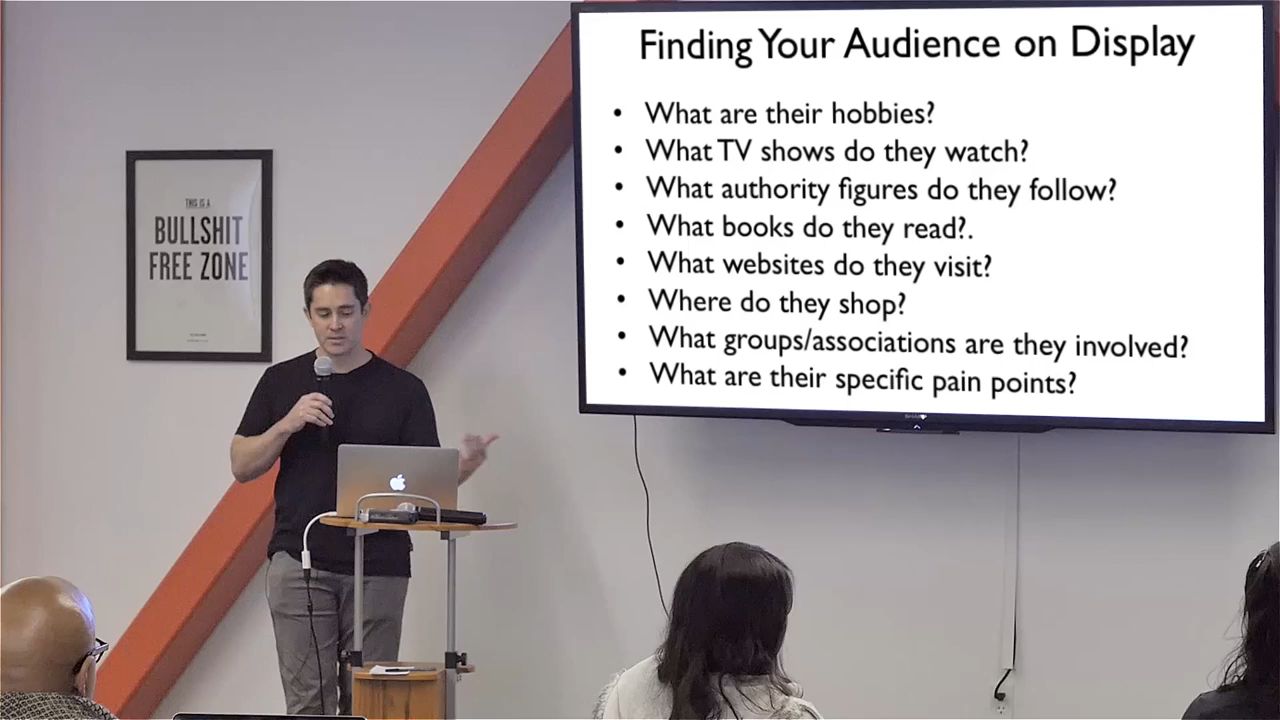 THIS IS A
BULLSHIT
FREE ZONE
Finding Your Audience on Display
• What are their hobbies?
• What TV shows do they watch?
• What authority figures do they follow?
• What books do they read?.
• What websites do they visit?
• Where do they shop?
• What groups/associations are they involved?
• What are their specific pain points?